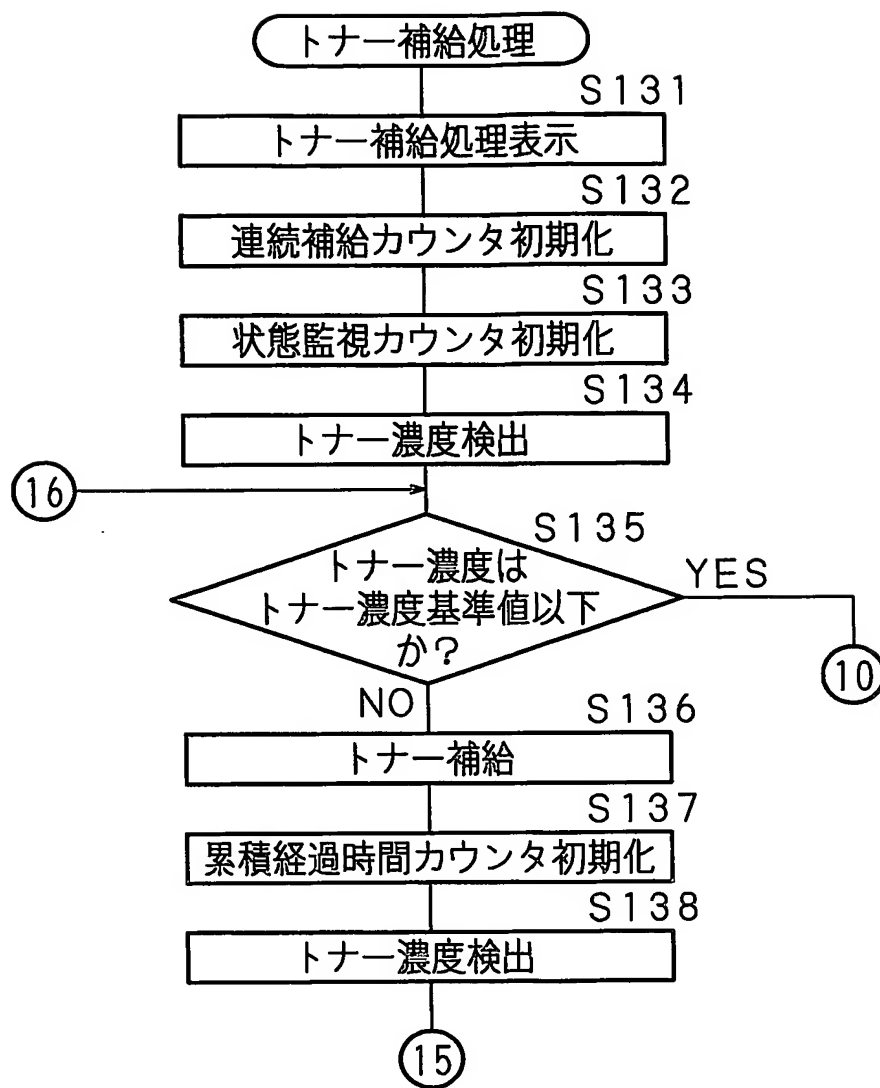 トナー補給処理
S131
トナー補給処理表示
S132
連続補給カウンタ初期化
S133
状態監視カウンタ初期化
S134
トナー濃度検出
16
S135
トナー濃度は
トナー濃度基準値以下
か?
YES
10
NO
S136
トナー補給
S137
累積経過時間カウンタ初期化
S138
トナー濃度検出
15